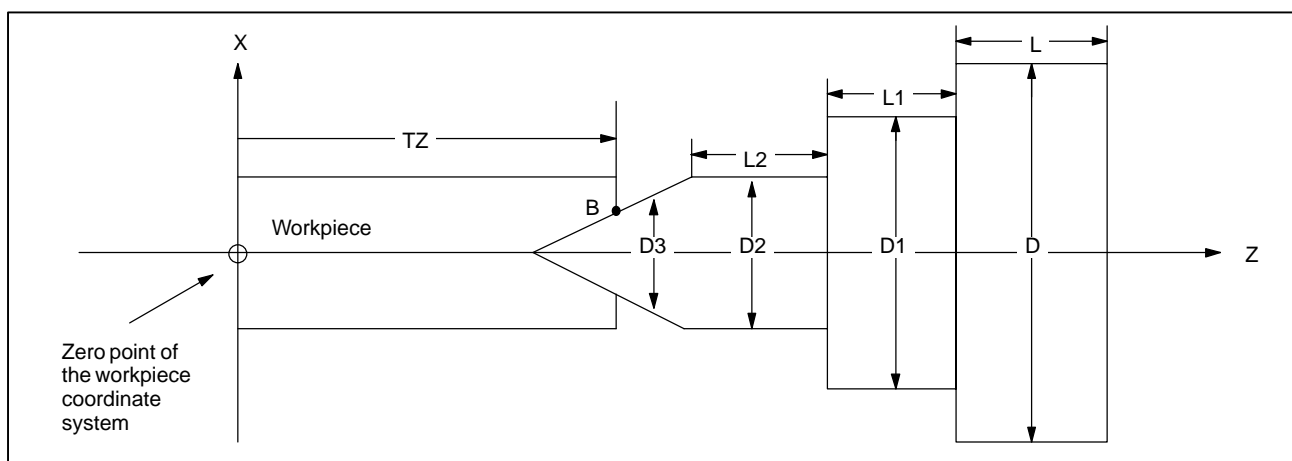 X
L
L1
TZ
L2
B
Workpiece
D3
D2
D1
D
Z
Zero point of
the workpiece
coordinate
system